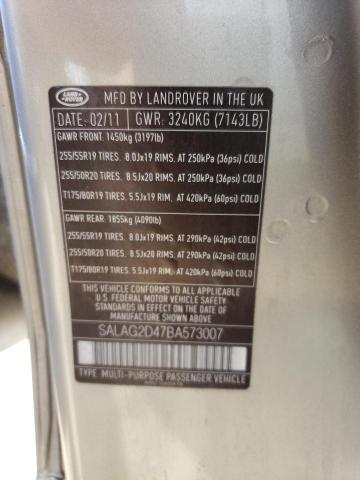 LAND ROVER
MFD BY LANDROVER IN THE UK
DATE: 02/11 GWR: 3240KG (7143LB)
GAWR FRONT: 1450kg (3197lb)
255/55R19 TIRES. 8.0Jx19 RIMS. AT 250kPa (36psi) COLD
255/50R20 TIRES. 8.5Jx20 RIMS. AT 250kPa (36psi) COLD
T175/80R19 TIRES. 5.5Jx19 RIM. AT 420kPa (60psi) COLD
GAWR REAR: 1855kg (4090lb)
255/55R19 TIRES. 8.0Jx19 RIMS. AT 290kPa (42psi) COLD
255/50R20 TIRES. 8.5Jx20 RIMS. AT 290kPa (42psi) COLD
T175/80R19 TIRES. 5.5Jx19 RIM. AT 420kPa (60psi) COLD
THIS VEHICLE CONFORMS TO ALL APPLICABLE
U.S. FEDERAL MOTOR VEHICLE SAFETY
STANDARDS IN EFFECT ON THE DATE OF
MANUFACTURE SHOWN ABOVE
SALAG2D47BA573007
TYPE: MULTI-PURPOSE PASSENGER VEHICLE